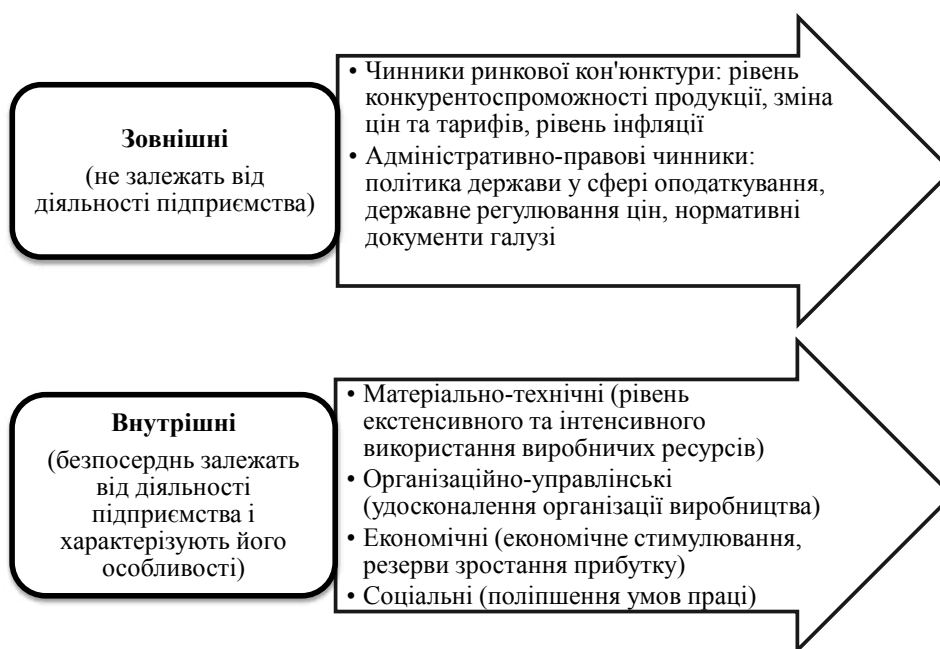 Зовнішні
(не залежать від
діяльності підприємства)
• Чинники ринкової кон'юнктури: рівень
конкурентоспроможності продукції, зміна
цін та тарифів, рівень інфляції
• Адміністративно-правові чинники:
політика держави у сфері оподаткування,
державне регулювання цін, нормативні
документи галузі
Внутрішні
(безпосерднь залежать
від діяльності
підприємства і
характерізують його
особливості)
• Матеріально-технічні (рівень
екстенсивного та інтенсивного
використання виробничих ресурсів)
• Організаційно-управлінські
(удосконалення організації виробництва)
• Економічні (економічне стимулювання,
резерви зростання прибутку)
• Соціальні (поліпшення умов праці)